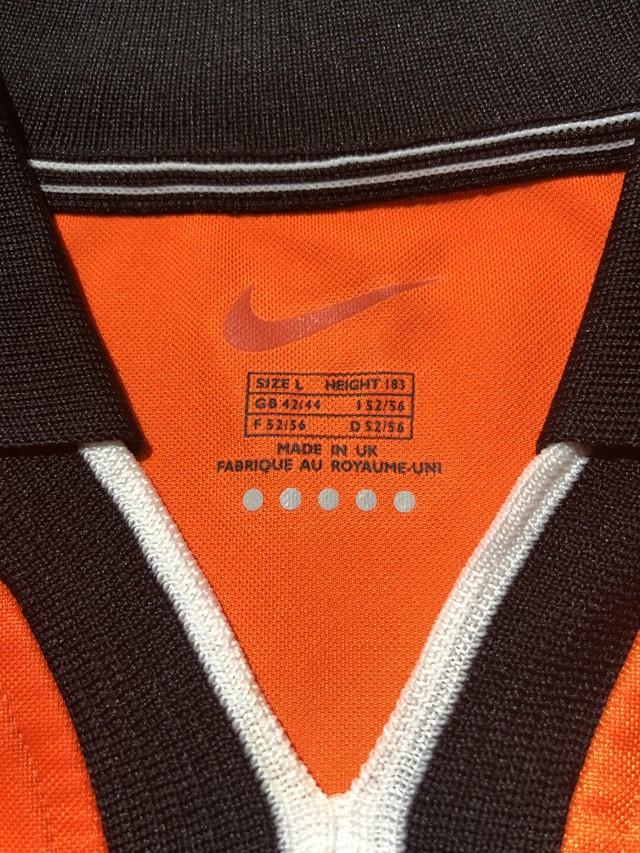 SIZE L HEIGHT 183
GB 42/44 I 52/56
F 52/56 D 52/56
MADE IN UK
FABRIQUE AU ROYAUME-UNI